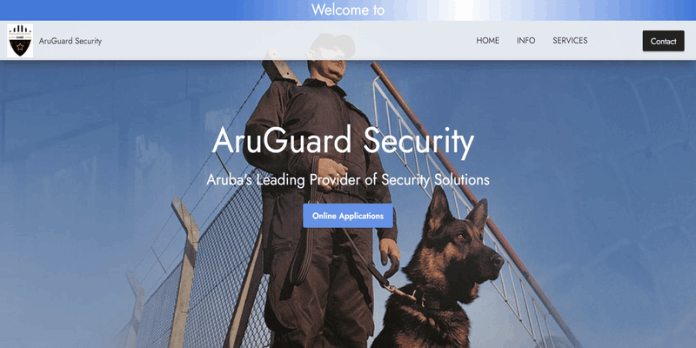 Welcome to
AruGuard Security
HOME
INFO
SERVICES
Contact
AruGuard Security
Aruba's Leading Provider of Security Solutions
Online Applications